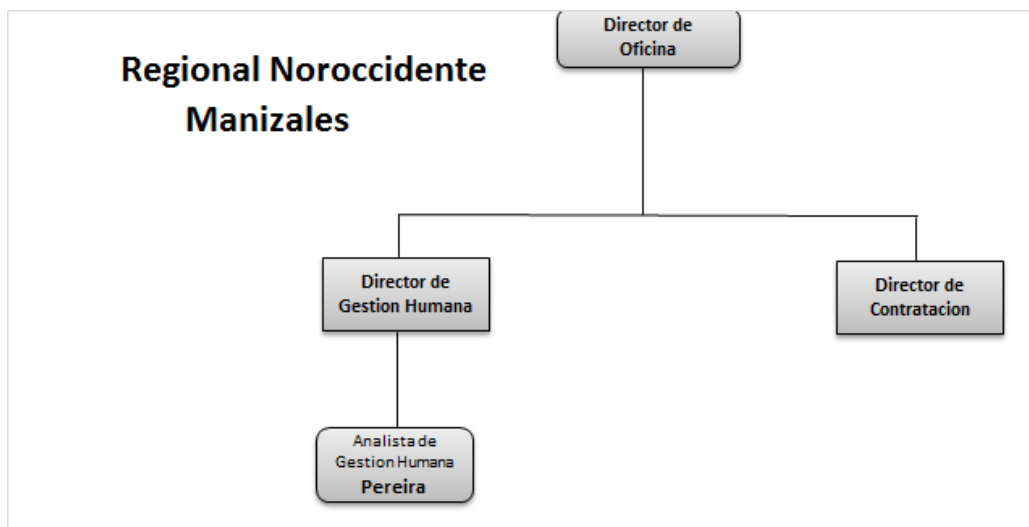 Director de
Oficina
Regional Noroccidente
Manizales
Director de
Gestion Humana
Director de
Contratacion
Analista de
Gestion Humana
Pereira